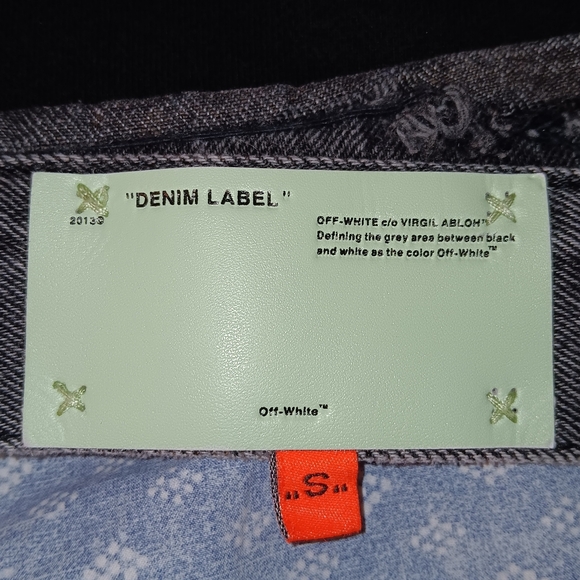 "DENIM LABEL"
2013©
OFF-WHITE c/o VIRGIL ABLOH™
Defining the grey area between black
and white as the color Off-White™
Off-White™
"S"